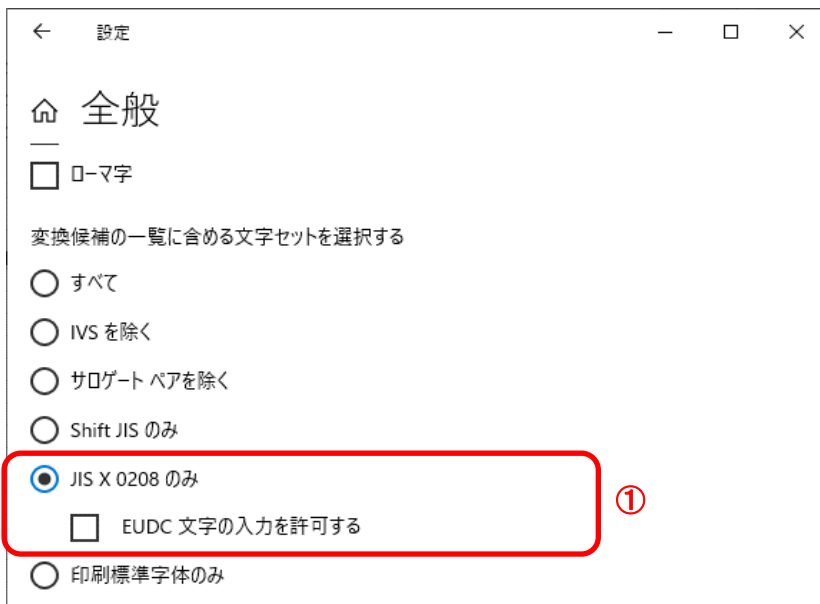 設定
全般
ローマ字
変換候補の一覧に含める文字セットを選択する
すべて
IVS を除く
サロゲート ペアを除く
Shift JIS のみ
JIS X 0208 のみ
①
EUDC 文字の入力を許可する
印刷標準字体のみ